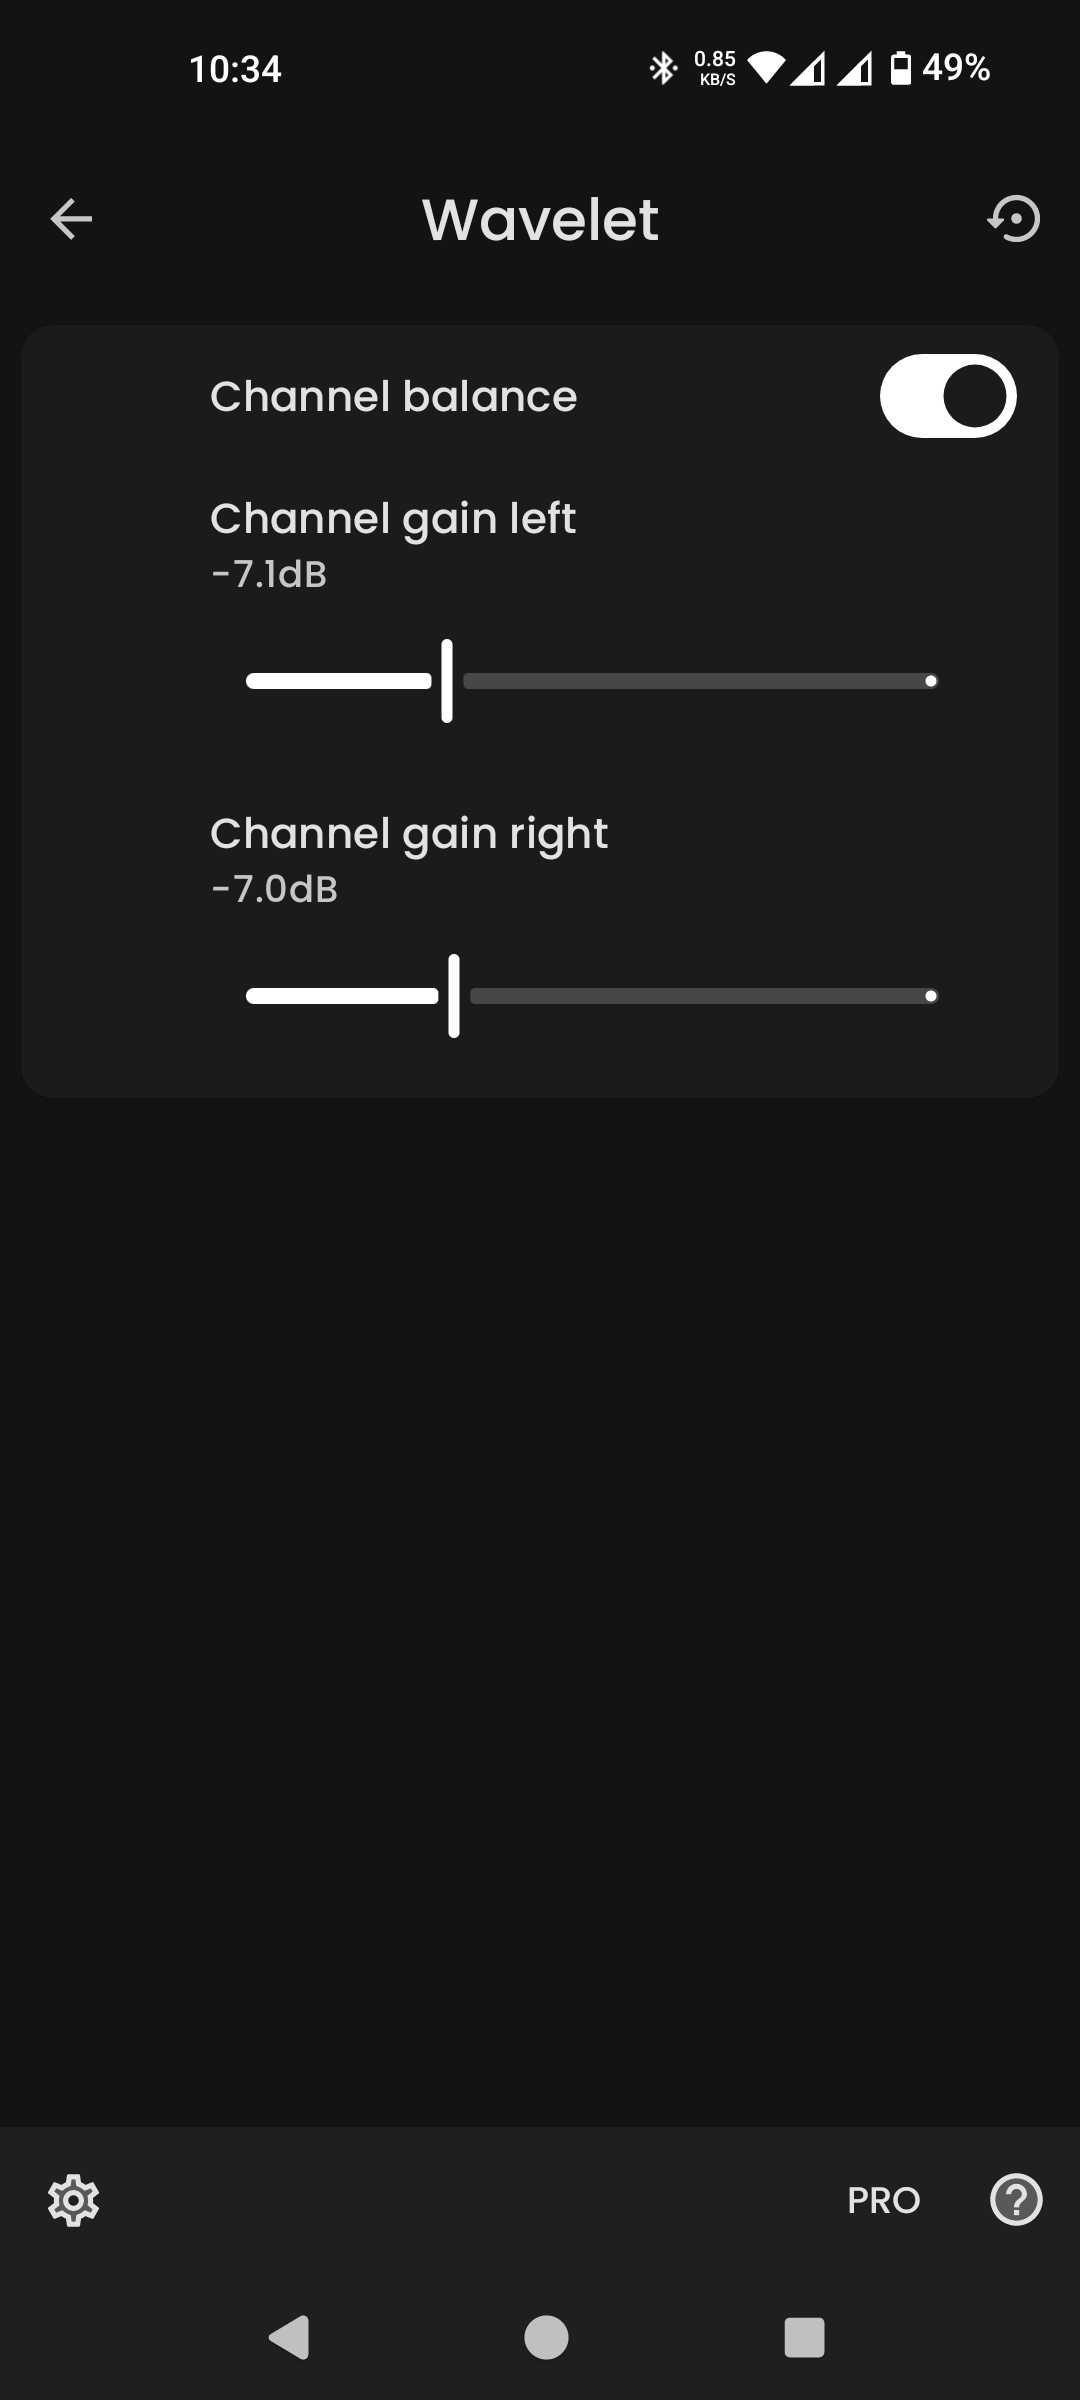 10:34
0.85
KB/S
49%
Wavelet
Channel balance
Channel gain left
-7.1dB
Channel gain right
-7.0dB
PRO
?